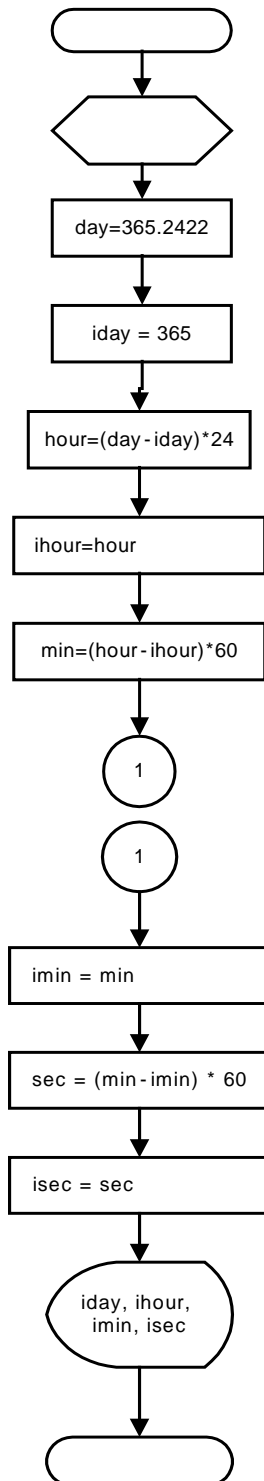 day=365.2422
iday = 365
hour=(day-iday)*24
ihour=hour
min=(hour-ihour)*60
1
1
imin = min
sec = (min-imin) * 60
isec = sec
iday, ihour,
imin, isec